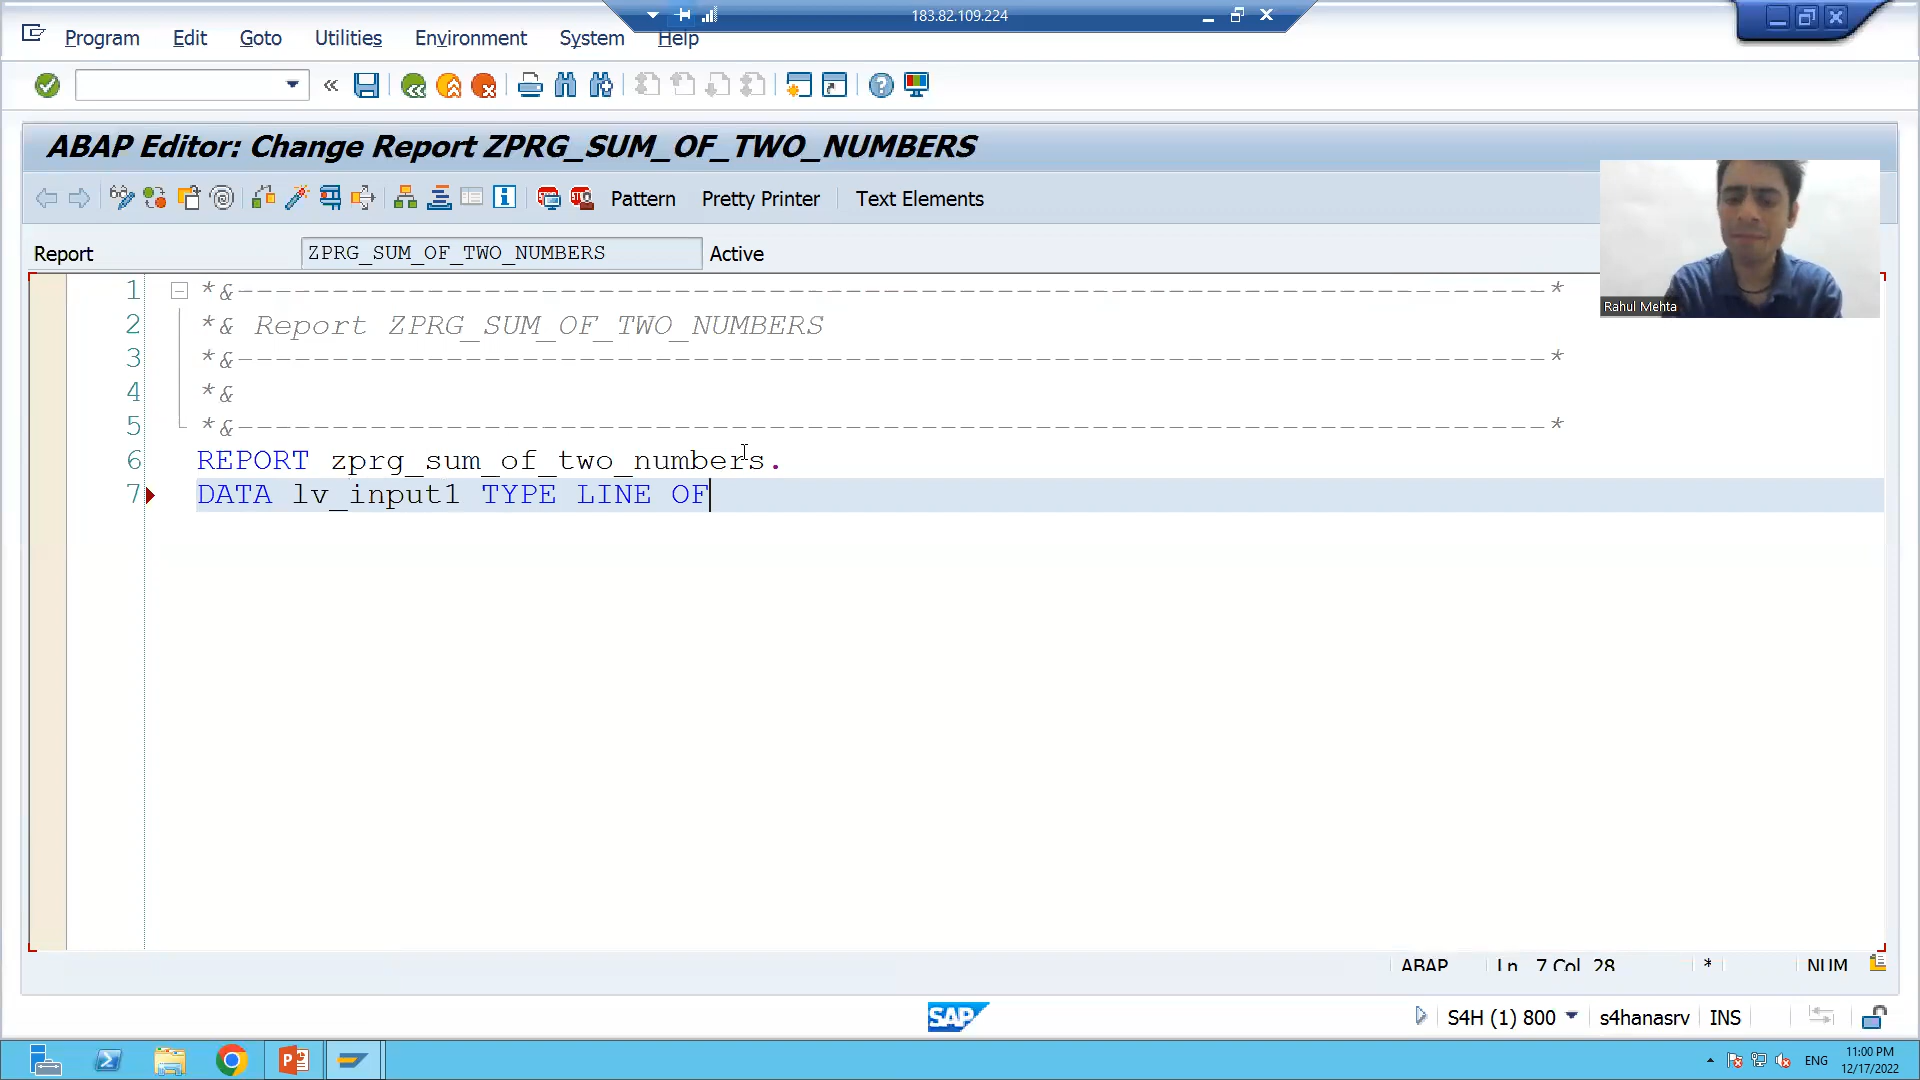 183.82.109.224
Program Edit Goto Utilities Environment System Help
ABAP Editor: Change Report ZPRG_SUM_OF_TWO_NUMBERS
Pattern Pretty Printer Text Elements
Report ZPRG_SUM_OF_TWO_NUMBERS Active
Rahul Mehta
1 *&---------------------------------------------------------------------*
2 *& Report ZPRG_SUM_OF_TWO_NUMBERS
3 *&---------------------------------------------------------------------*
4 *&
5 *&---------------------------------------------------------------------*
6 REPORT zprg_sum_of_two_numbers.
7 DATA lv_input1 TYPE LINE OF
ABAP Ln 7 Col 28 * NUM
SAP S4H (1) 800 s4hanasrv INS
ENG 11:00 PM
12/17/2022